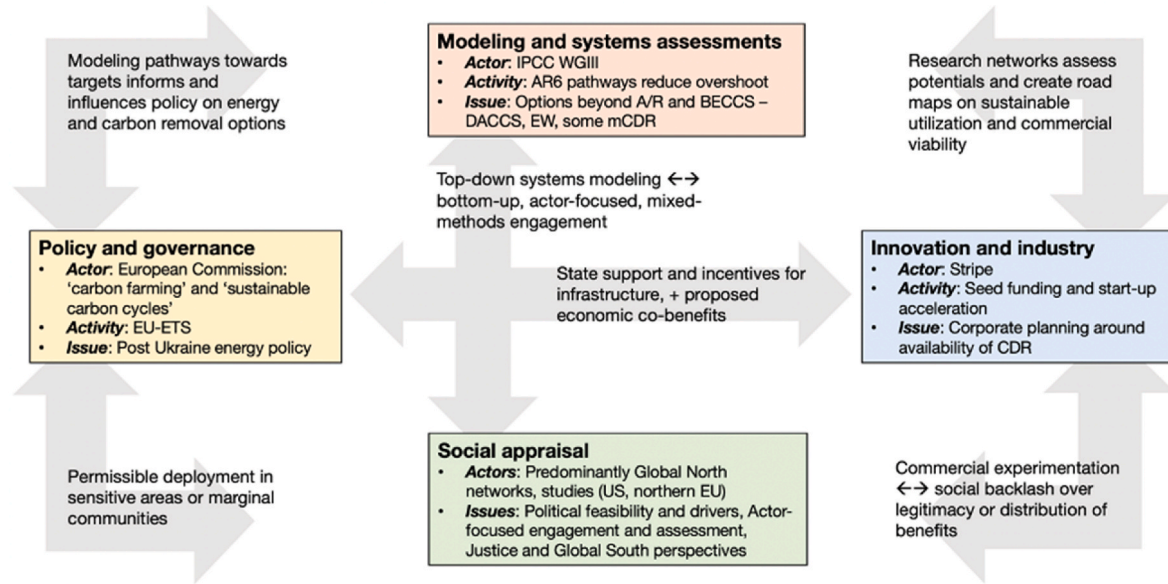 Modeling pathways towards
targets informs and
influences policy on energy
and carbon removal options
Modeling and systems assessments
• Actor: IPCC WGIII
• Activity: AR6 pathways reduce overshoot
• Issue: Options beyond A/R and BECCS –
DACCS, EW, some mCDR
Research networks assess
potentials and create road
maps on sustainable
utilization and commercial
viability
Top-down systems modeling ←→
bottom-up, actor-focused, mixed-
methods engagement
Policy and governance
• Actor: European Commission:
‘carbon farming’ and ‘sustainable
carbon cycles’
• Activity: EU-ETS
• Issue: Post Ukraine energy policy
State support and incentives for
infrastructure, + proposed
economic co-benefits
Innovation and industry
• Actor: Stripe
• Activity: Seed funding and start-up
acceleration
• Issue: Corporate planning around
availability of CDR
Permissible deployment in
sensitive areas or marginal
communities
Social appraisal
• Actors: Predominantly Global North
networks, studies (US, northern EU)
• Issues: Political feasibility and drivers, Actor-
focused engagement and assessment,
Justice and Global South perspectives
Commercial experimentation
←→ social backlash over
legitimacy or distribution of
benefits